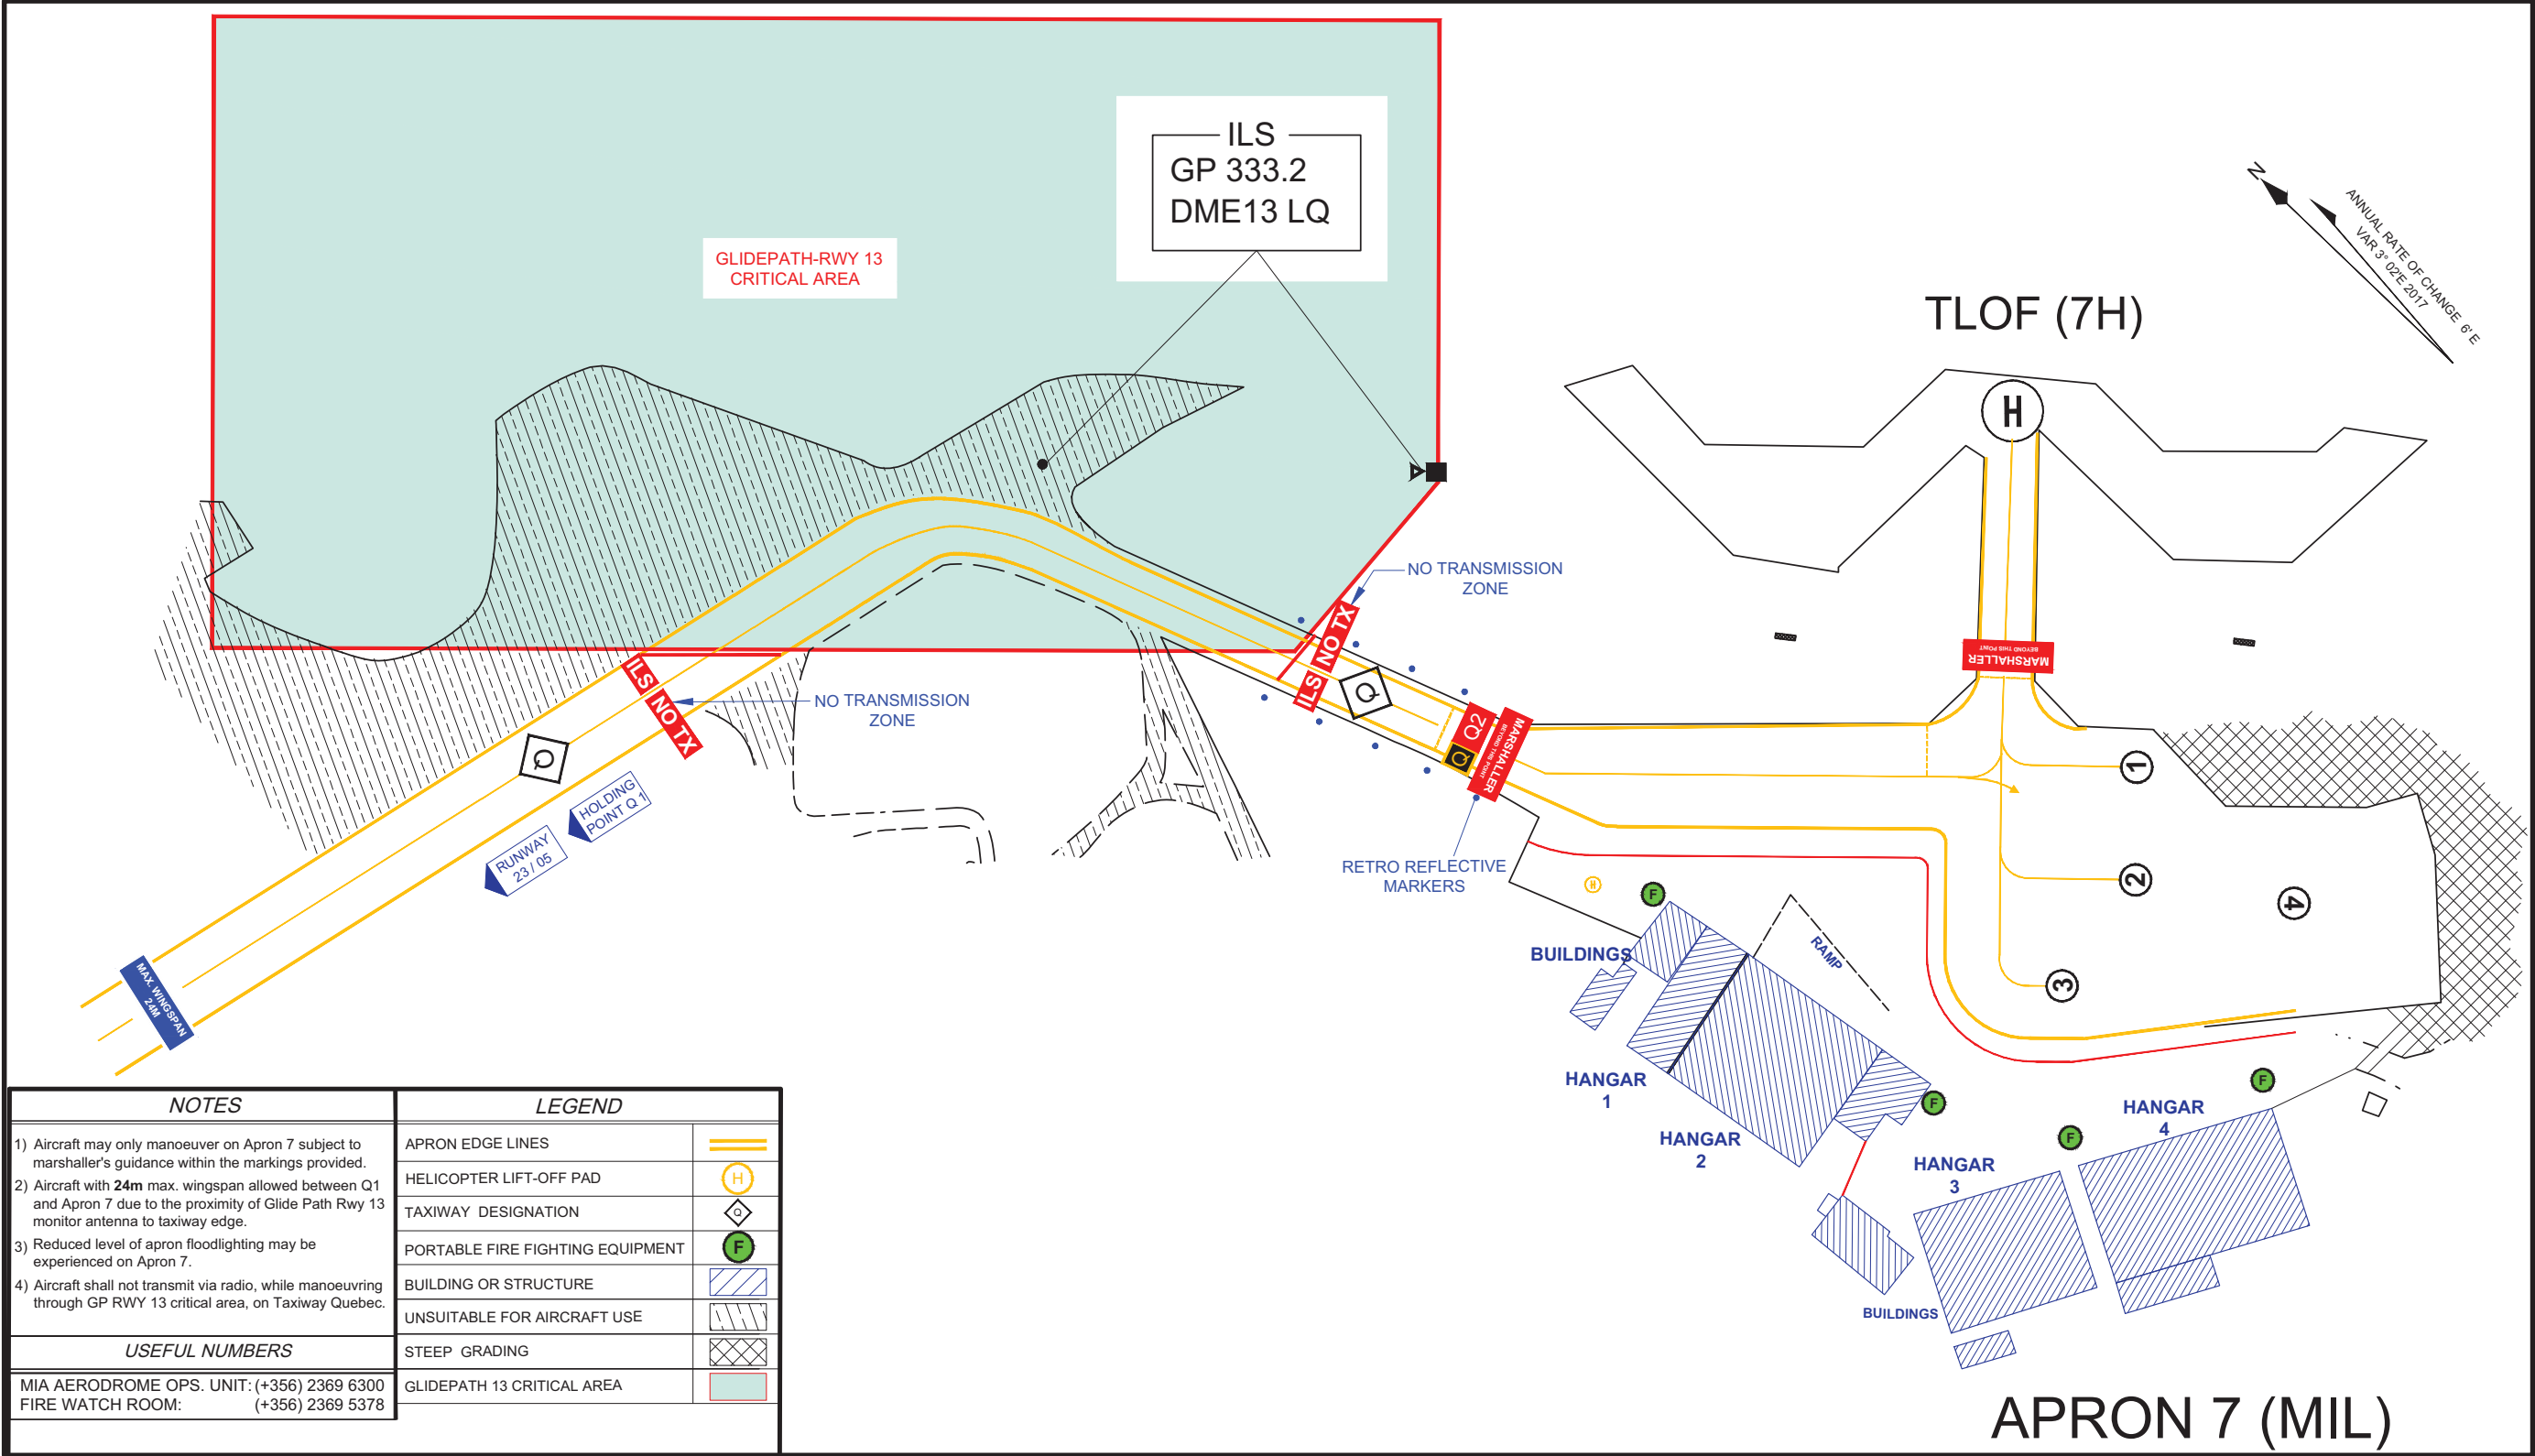 ILS
GP 333.2
DME13 LQ
GLIDEPATH-RWY 13
CRITICAL AREA
N
ANNUAL RATE OF CHANGE 6' E
VAR 3° 02'E 2017
TLOF (7H)
H
NO TRANSMISSION
ZONE
ILS NO TX
MARSHALLER
BEYOND THIS POINT
ILS NO TX
NO TRANSMISSION
ZONE
Q
Q
Q Q2
MARSHALLER
BEYOND THIS POINT
HOLDING
POINT Q 1
RUNWAY
23 / 05
MAX. WINGSPAN
24M
RETRO REFLECTIVE
MARKERS
1
2
3
4
H
F
BUILDINGS
RAMP
HANGAR
1
HANGAR
2
F
F
F
HANGAR
3
HANGAR
4
BUILDINGS
APRON 7 (MIL)
NOTES
1) Aircraft may only manoeuver on Apron 7 subject to
marshaller's guidance within the markings provided.
2) Aircraft with 24m max. wingspan allowed between Q1
and Apron 7 due to the proximity of Glide Path Rwy 13
monitor antenna to taxiway edge.
3) Reduced level of apron floodlighting may be
experienced on Apron 7.
4) Aircraft shall not transmit via radio, while manoeuvring
through GP RWY 13 critical area, on Taxiway Quebec.
USEFUL NUMBERS
MIA AERODROME OPS. UNIT: (+356) 2369 6300
FIRE WATCH ROOM: (+356) 2369 5378
LEGEND
APRON EDGE LINES
HELICOPTER LIFT-OFF PAD H
TAXIWAY DESIGNATION Q
PORTABLE FIRE FIGHTING EQUIPMENT F
BUILDING OR STRUCTURE
UNSUITABLE FOR AIRCRAFT USE
STEEP GRADING
GLIDEPATH 13 CRITICAL AREA